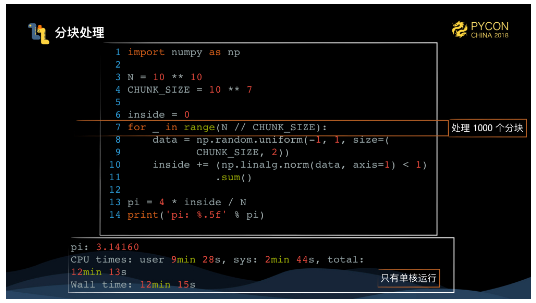 分块处理
PYCON
CHINA 2018
1 import numpy as np
2
3 N = 10 ** 10
4 CHUNK_SIZE = 10 ** 7
5
6 inside = 0
7 for _ in range(N // CHUNK_SIZE):
8 data = np.random.uniform(-1, 1, size=(
9 CHUNK_SIZE, 2))
10 inside += (np.linalg.norm(data, axis=1) < 1)
11 .sum()
12
13 pi = 4 * inside / N
14 print('pi: %.5f' % pi)
处理 1000 个分块
pi: 3.14160
CPU times: user 9min 28s, sys: 2min 44s, total:
12min 13s
Wall time: 12min 15s
只有单核运行